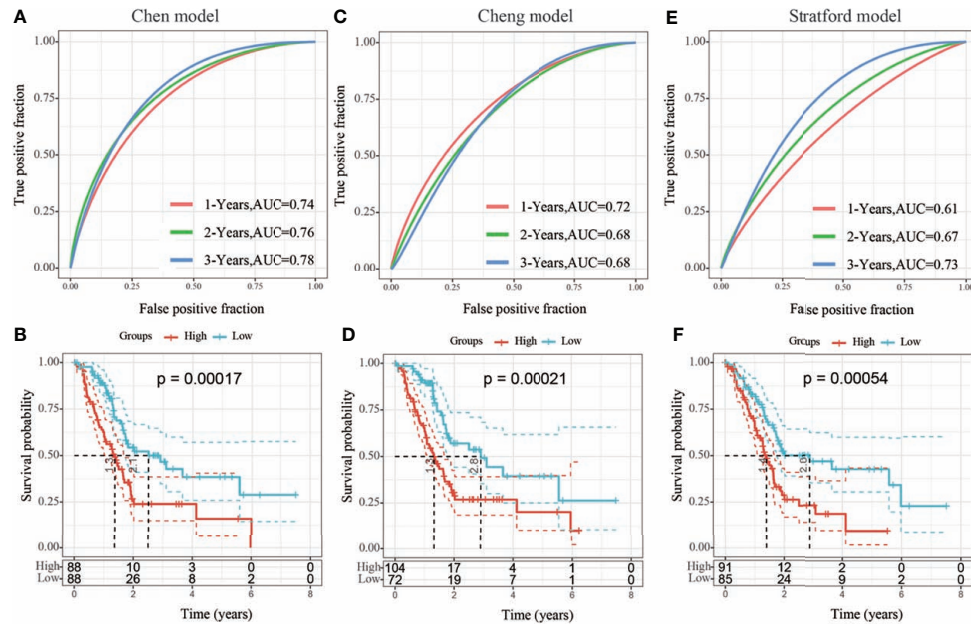 A
Chen model
True positive fraction
1.00
0.75
0.50
0.25
0.00
1-Years,AUC=0.74
2-Years,AUC=0.76
3-Years,AUC=0.78
0.00 0.25 0.50 0.75 1.00
False positive fraction
C
Cheng model
True positive fraction
1.00
0.75
0.50
0.25
0.00
1-Years,AUC=0.72
2-Years,AUC=0.68
3-Years,AUC=0.68
0.00 0.25 0.50 0.75 1.00
False positive fraction
E
Stratford model
True positive fraction
1.00
0.75
0.50
0.25
0.00
1-Years,AUC=0.61
2-Years,AUC=0.67
3-Years,AUC=0.73
0.00 0.25 0.50 0.75 1.00
False positive fraction
B
Groups High Low
Survival probability
1.00
0.75
0.50
0.25
0.00
p = 0.00017
1.3
2.1
High 88 10 3 0 0
Low 88 26 8 2 0
0 2 4 6 8
Time (years)
D
Groups High Low
Survival probability
1.00
0.75
0.50
0.25
0.00
p = 0.00021
1.3
2.8
High 104 17 4 1 0
Low 72 19 7 1 0
0 2 4 6 8
Time (years)
F
Groups High Low
Survival probability
1.00
0.75
0.50
0.25
0.00
p = 0.00054
1.4
High 91 12 2 0 0
Low 85 24 9 2 0
0 2 4 6 8
Time (years)